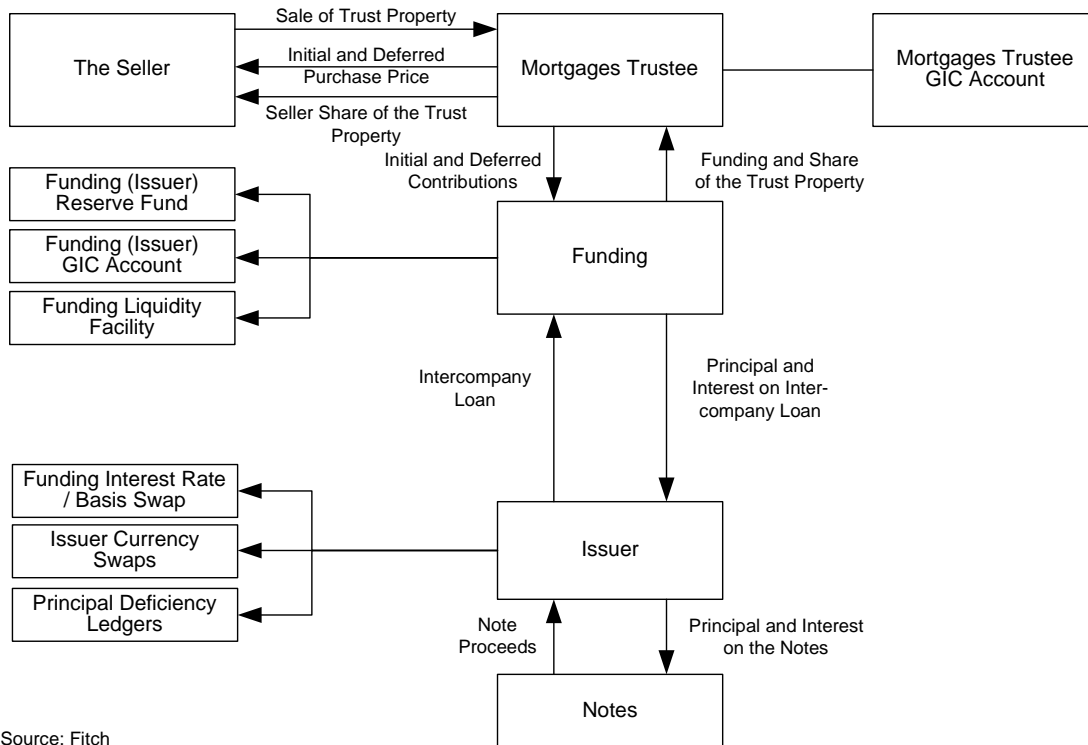 Sale of Trust Property
The Seller
Initial and Deferred
Purchase Price
Seller Share of the Trust
Property
Mortgages Trustee
Mortgages Trustee
GIC Account
Initial and Deferred
Contributions
Funding and Share
of the Trust Property
Funding (Issuer)
Reserve Fund
Funding (Issuer)
GIC Account
Funding Liquidity
Facility
Funding
Intercompany
Loan
Principal and
Interest on Inter-
company Loan
Funding Interest Rate
/ Basis Swap
Issuer Currency
Swaps
Principal Deficiency
Ledgers
Issuer
Note
Proceeds
Principal and Interest
on the Notes
Notes
Source: Fitch